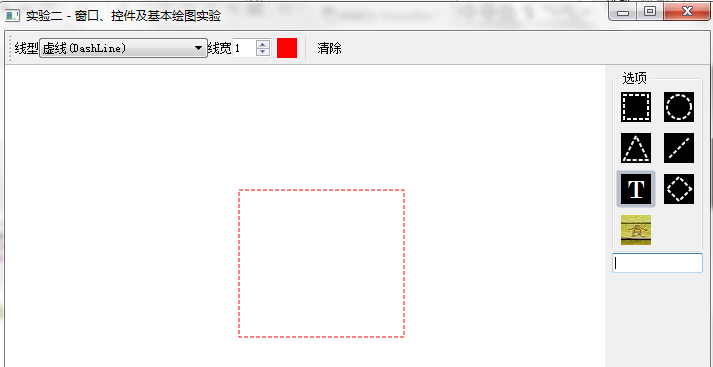 实验二 - 窗口、控件及基本绘图实验
线型 虚线(DashLine) 线宽 1 清除
选项
T